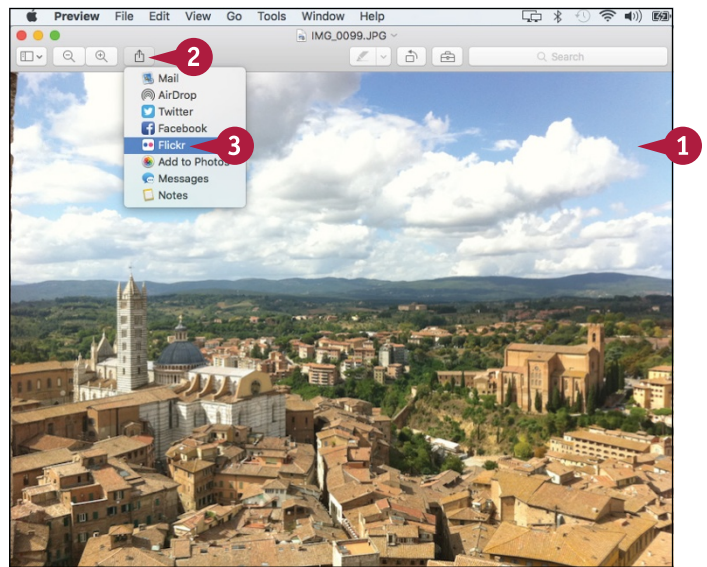 Preview File Edit View Go Tools Window Help
IMG_0099.JPG
Search
2
Mail
AirDrop
Twitter
Facebook
Flickr
3
1
Add to Photos
Messages
Notes